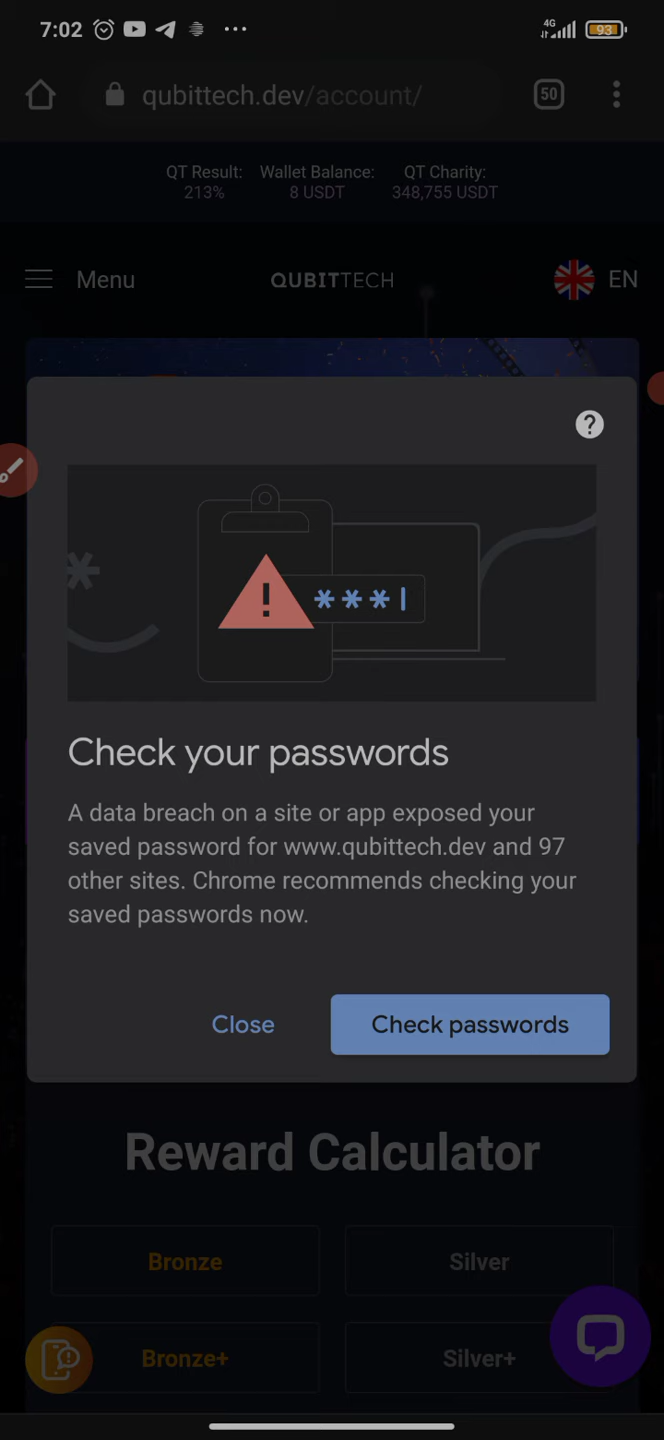 7:02
4G
93
qubittech.dev/account/
50
QT Result:
213%
Wallet Balance:
8 USDT
QT Charity:
348,755 USDT
Menu
QUBITTECH
EN
?
!
***|
Check your passwords
A data breach on a site or app exposed your
saved password for www.qubittech.dev and 97
other sites. Chrome recommends checking your
saved passwords now.
Close
Check passwords
Reward Calculator
Bronze
Silver
Bronze+
Silver+